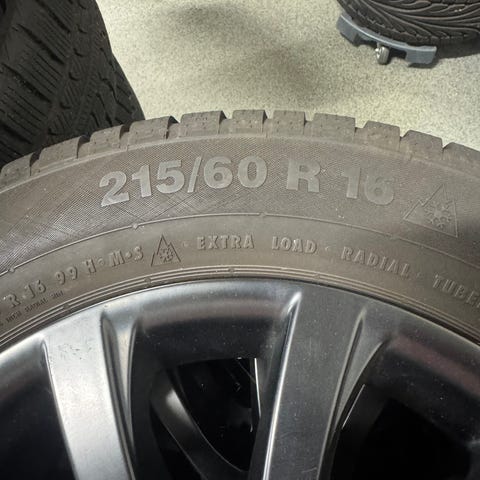 215/60 R 16
R 16 99 H·M·S · EXTRA LOAD · RADIAL · TUBE